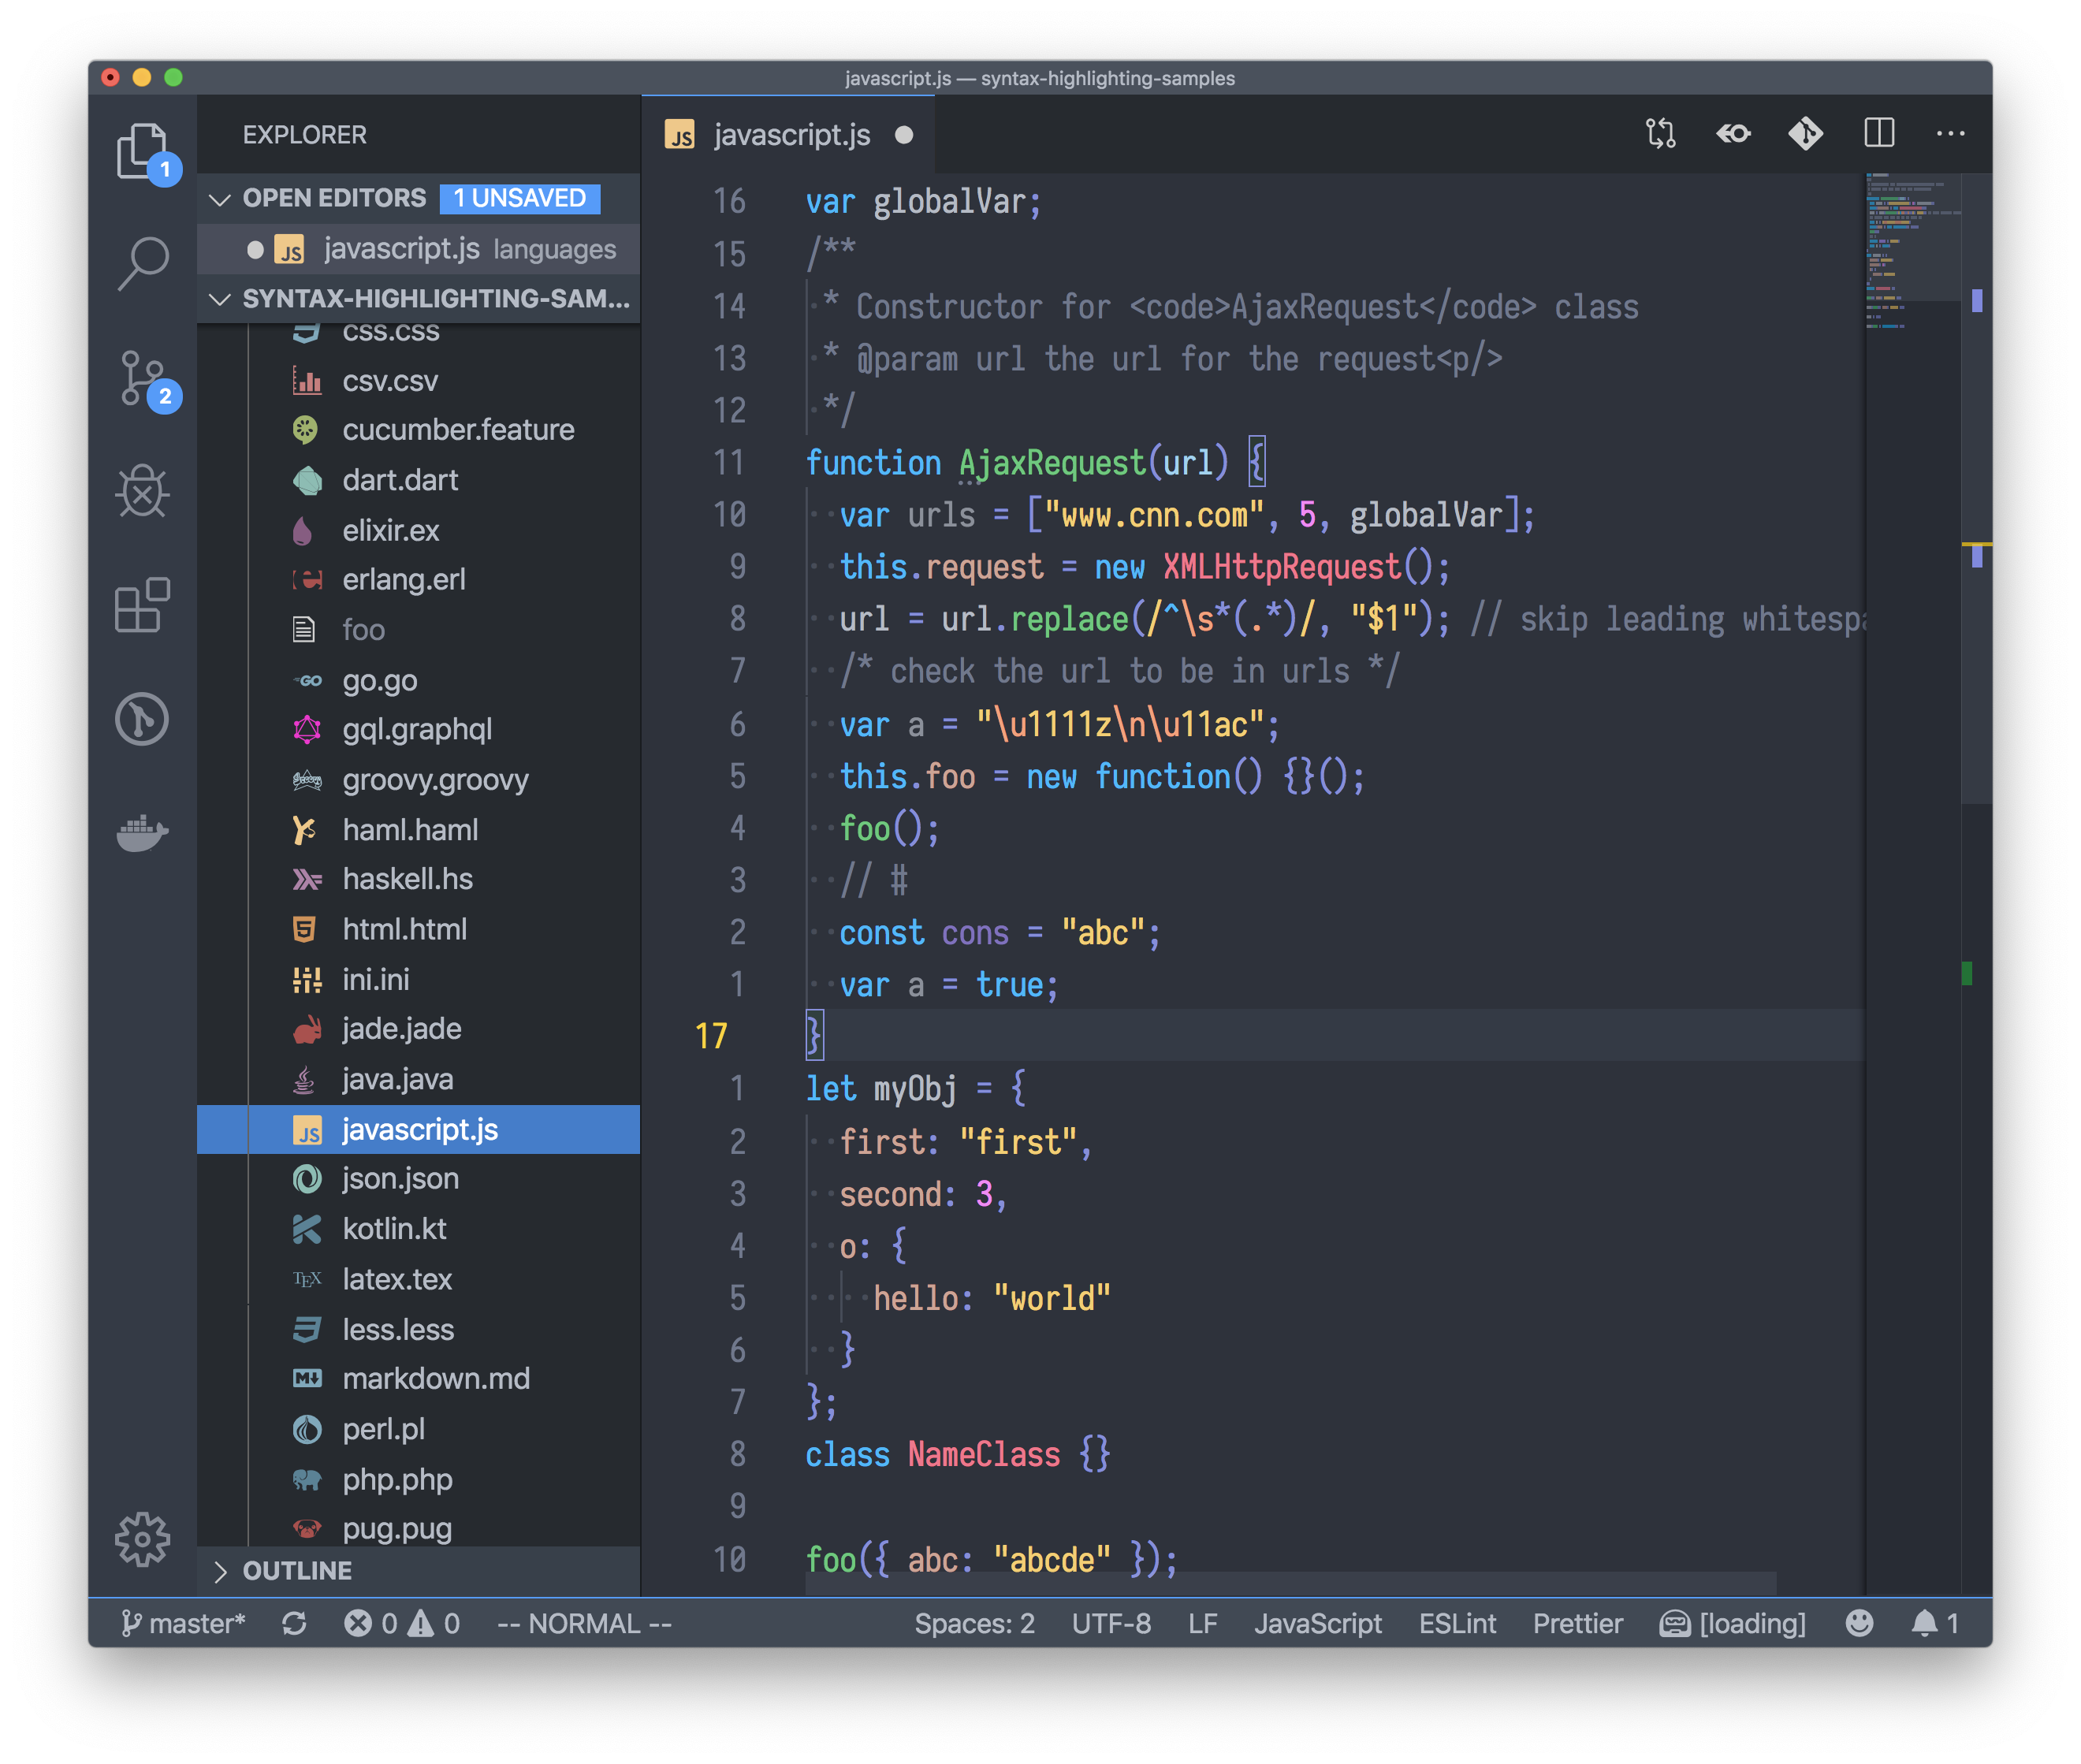 javascript.js — syntax-highlighting-samples
1
2
EXPLORER
OPEN EDITORS 1 UNSAVED
JS javascript.js languages
SYNTAX-HIGHLIGHTING-SAM...
css.css
csv.csv
cucumber.feature
dart.dart
elixir.ex
erlang.erl
foo
GO go.go
gql.graphql
groovy.groovy
haml.haml
haskell.hs
5 html.html
ini.ini
jade.jade
java.java
JS javascript.js
json.json
kotlin.kt
TEX latex.tex
less.less
M markdown.md
perl.pl
php.php
pug.pug
OUTLINE
JS javascript.js
16 var globalVar;
15 /**
14  * Constructor for <code>AjaxRequest</code> class
13  * @param url the url for the request<p/>
12  */
11 function AjaxRequest(url) {
10   var urls = ["www.cnn.com", 5, globalVar];
9   this.request = new XMLHttpRequest();
8   url = url.replace(/^\s*(.*)/, "$1"); // skip leading whitespa
7   /* check the url to be in urls */
6   var a = "\u1111z\n\u11ac";
5   this.foo = new function() {}();
4   foo();
3   // #
2   const cons = "abc";
1   var a = true;
17 }
1 let myObj = {
2   first: "first",
3   second: 3,
4   o: {
5     hello: "world"
6   }
7 };
8 class NameClass {}
9
10 foo({ abc: "abcde" });
master* 0 0 -- NORMAL -- Spaces: 2 UTF-8 LF JavaScript ESLint Prettier [loading] 1